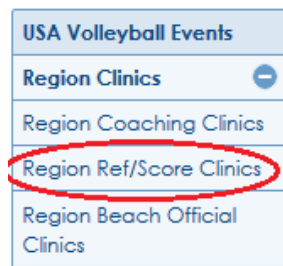 USA Volleyball Events
Region Clinics
Region Coaching Clinics
Region Ref/Score Clinics
Region Beach Official
Clinics